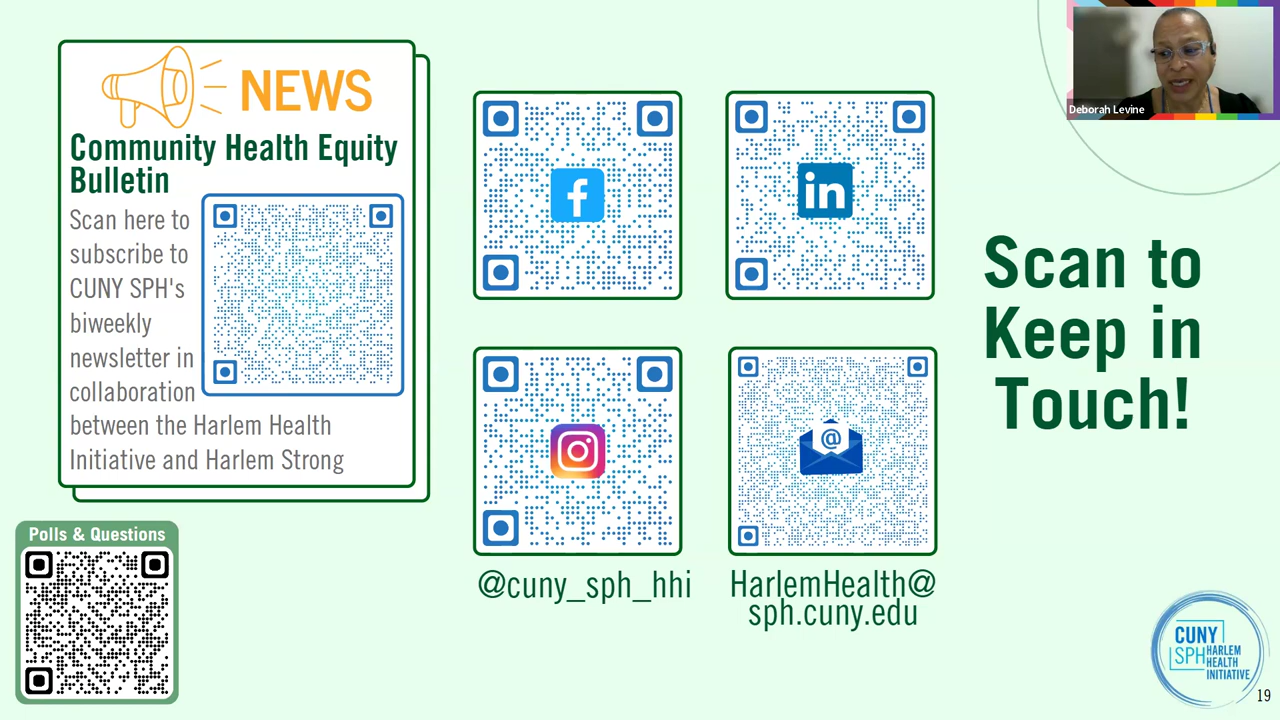 NEWS
Community Health Equity
Bulletin
Scan here to
subscribe to
CUNY SPH's
biweekly
newsletter in
collaboration
between the Harlem Health
Initiative and Harlem Strong
Polls & Questions
f
in
@
@cuny_sph_hhi
HarlemHealth@
sph.cuny.edu
Deborah Levine
Scan to
Keep in
Touch!
CUNY
SPH HARLEM
HEALTH
INITIATIVE
19